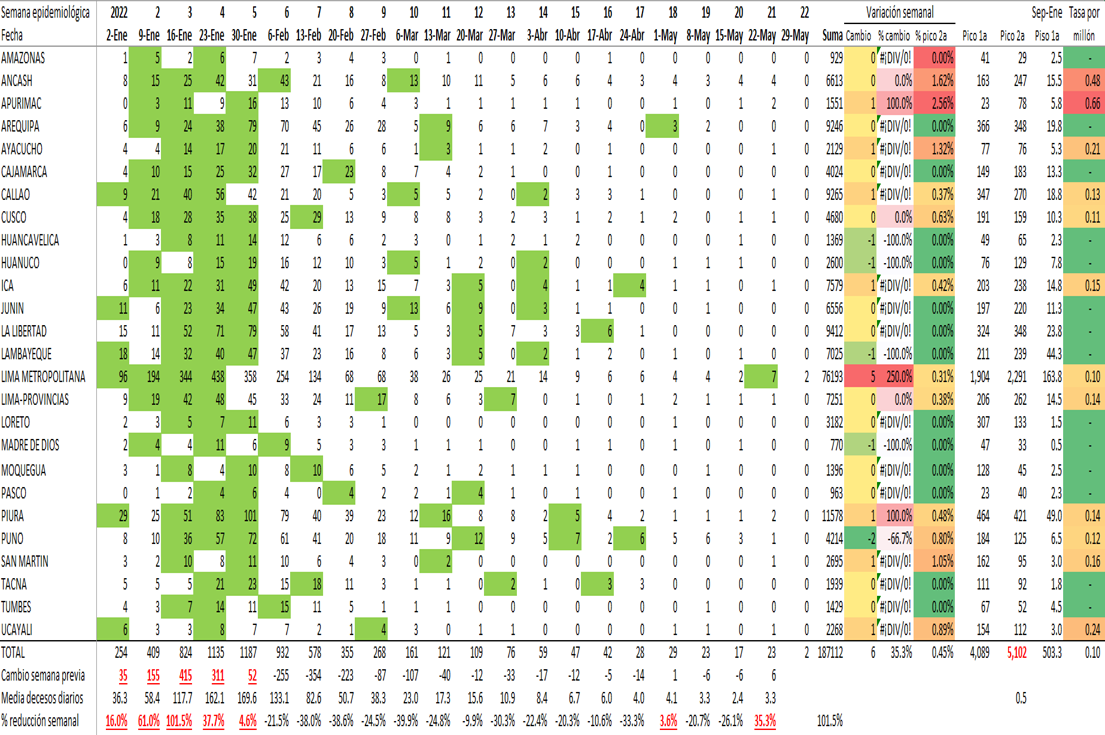 Semana epidemiológica 2022 2 3 4 5 6 7 8 9 10 11 12 13 14 15 16 17 18 19 20 21 22 Variación semanal Sep-Ene Tasa por
Fecha 2-Ene 9-Ene 16-Ene 23-Ene 30-Ene 6-Feb 13-Feb 20-Feb 27-Feb 6-Mar 13-Mar 20-Mar 27-Mar 3-Abr 10-Abr 17-Abr 24-Abr 1-May 8-May 15-May 22-May 29-May Suma Cambio % cambio % pico 2a Pico 1a Pico 2a Piso 1a millón
AMAZONAS 1 5 2 6 7 2 3 4 3 0 1 0 0 0 0 1 0 0 0 0 0 0 929 0 #¡DIV/0! 0.00% 41 29 2.5 -
ANCASH 8 15 25 42 31 43 21 16 8 13 10 11 5 6 6 4 3 4 3 4 4 0 6613 0 0.0% 1.62% 163 247 15.5 0.48
APURIMAC 0 3 11 9 16 13 10 6 4 3 1 1 1 1 1 0 0 1 0 1 2 0 1551 1 100.0% 2.56% 23 78 5.8 0.66
AREQUIPA 6 9 24 38 79 70 45 26 28 5 9 6 6 7 3 4 0 3 2 0 0 0 9246 0 #¡DIV/0! 0.00% 366 348 19.8 -
AYACUCHO 4 4 14 17 20 21 11 6 6 1 3 1 1 2 0 1 0 0 0 0 1 0 2129 1 #¡DIV/0! 1.32% 77 76 5.3 0.21
CAJAMARCA 4 10 15 25 32 27 17 23 8 7 4 2 1 0 0 1 0 0 0 0 0 0 4024 0 #¡DIV/0! 0.00% 149 183 13.3 -
CALLAO 9 21 40 56 42 21 20 5 3 5 5 2 0 2 1 3 1 0 0 0 1 0 9265 1 #¡DIV/0! 0.37% 347 270 18.8 0.13
CUSCO 4 18 28 35 38 25 29 13 9 8 8 3 2 3 1 2 1 2 0 1 1 0 4680 0 0.0% 0.63% 191 159 10.3 0.11
HUANCAVELICA 1 3 8 11 14 12 6 6 2 3 0 1 2 1 2 0 0 0 0 1 0 0 1369 -1 -100.0% 0.00% 49 65 2.3 -
HUANUCO 0 9 8 15 19 16 12 10 3 5 1 2 0 2 0 0 0 1 1 1 0 0 2600 -1 -100.0% 0.00% 76 129 7.8 -
ICA 6 11 22 31 49 42 20 13 15 7 3 5 0 4 1 1 4 1 1 0 1 0 7579 1 #¡DIV/0! 0.42% 203 238 14.8 0.15
JUNIN 11 6 23 34 47 43 26 19 9 13 6 9 0 3 1 0 0 0 0 0 0 0 6556 0 #¡DIV/0! 0.00% 197 220 11.3 -
LA LIBERTAD 15 11 52 71 79 58 41 17 13 5 3 5 7 3 3 6 1 0 0 0 0 0 9412 0 #¡DIV/0! 0.00% 324 348 23.8 -
LAMBAYEQUE 18 14 32 40 47 37 23 16 8 6 3 5 0 2 1 2 0 1 0 1 0 0 7025 -1 -100.0% 0.00% 211 239 44.3 -
LIMA METROPOLITANA 96 194 344 438 358 254 134 68 68 38 26 25 21 14 9 6 6 4 4 2 7 2 76193 5 250.0% 0.31% 1,904 2,291 163.8 0.10
LIMA-PROVINCIAS 9 19 42 48 45 33 24 11 17 8 6 3 7 0 1 0 1 2 1 1 1 0 7251 0 0.0% 0.38% 206 262 14.5 0.14
LORETO 2 3 5 7 11 6 3 3 1 0 0 0 0 0 0 0 0 1 0 0 0 0 3182 0 #¡DIV/0! 0.00% 307 133 1.5 -
MADRE DE DIOS 2 4 4 11 6 9 5 3 3 1 1 1 0 0 1 0 1 0 0 1 0 0 770 -1 -100.0% 0.00% 47 33 0.5 -
MOQUEGUA 3 1 8 4 10 8 10 6 5 2 1 2 1 1 1 0 0 0 1 0 0 0 1396 0 #¡DIV/0! 0.00% 128 45 2.5 -
PASCO 0 1 2 4 6 4 0 4 2 2 1 4 1 0 1 0 0 1 0 0 0 0 963 0 #¡DIV/0! 0.00% 23 40 2.3 -
PIURA 29 25 51 83 101 79 40 39 23 12 16 8 8 2 5 4 2 1 1 1 2 0 11578 1 100.0% 0.48% 464 421 49.0 0.14
PUNO 8 10 36 57 72 61 41 20 18 11 9 12 9 5 7 2 6 5 6 3 1 0 4214 -2 -66.7% 0.80% 184 125 6.5 0.12
SAN MARTIN 3 2 10 8 11 10 6 4 3 0 2 0 0 0 0 0 0 0 0 0 1 0 2695 1 #¡DIV/0! 1.05% 162 95 3.0 0.16
TACNA 5 5 5 21 23 15 18 11 3 1 1 0 2 0 1 3 3 0 0 0 0 0 1939 0 #¡DIV/0! 0.00% 111 92 1.8 -
TUMBES 4 3 7 14 11 15 11 5 1 1 1 0 0 0 0 0 0 1 0 0 0 0 1429 0 #¡DIV/0! 0.00% 67 52 4.5 -
UCAYALI 6 3 3 8 7 7 2 1 4 3 0 1 1 0 1 0 0 1 1 0 1 0 2268 1 #¡DIV/0! 0.89% 154 112 3.0 0.24
TOTAL 254 409 824 1135 1187 932 578 355 268 161 121 109 76 59 47 42 28 29 23 17 23 2 187112 6 35.3% 0.45% 4,089 5,102 503.3 0.10
Cambio semana previa 35 155 415 311 52 -255 -354 -223 -87 -107 -40 -12 -33 -17 -12 -5 -14 1 -6 -6 6
Media decesos diarios 36.3 58.4 117.7 162.1 169.6 133.1 82.6 50.7 38.3 23.0 17.3 15.6 10.9 8.4 6.7 6.0 4.0 4.1 3.3 2.4 3.3 0.5
% reducción semanal 16.0% 61.0% 101.5% 37.7% 4.6% -21.5% -38.0% -38.6% -24.5% -39.9% -24.8% -9.9% -30.3% -22.4% -20.3% -10.6% -33.3% 3.6% -20.7% -26.1% 35.3% 101.5%